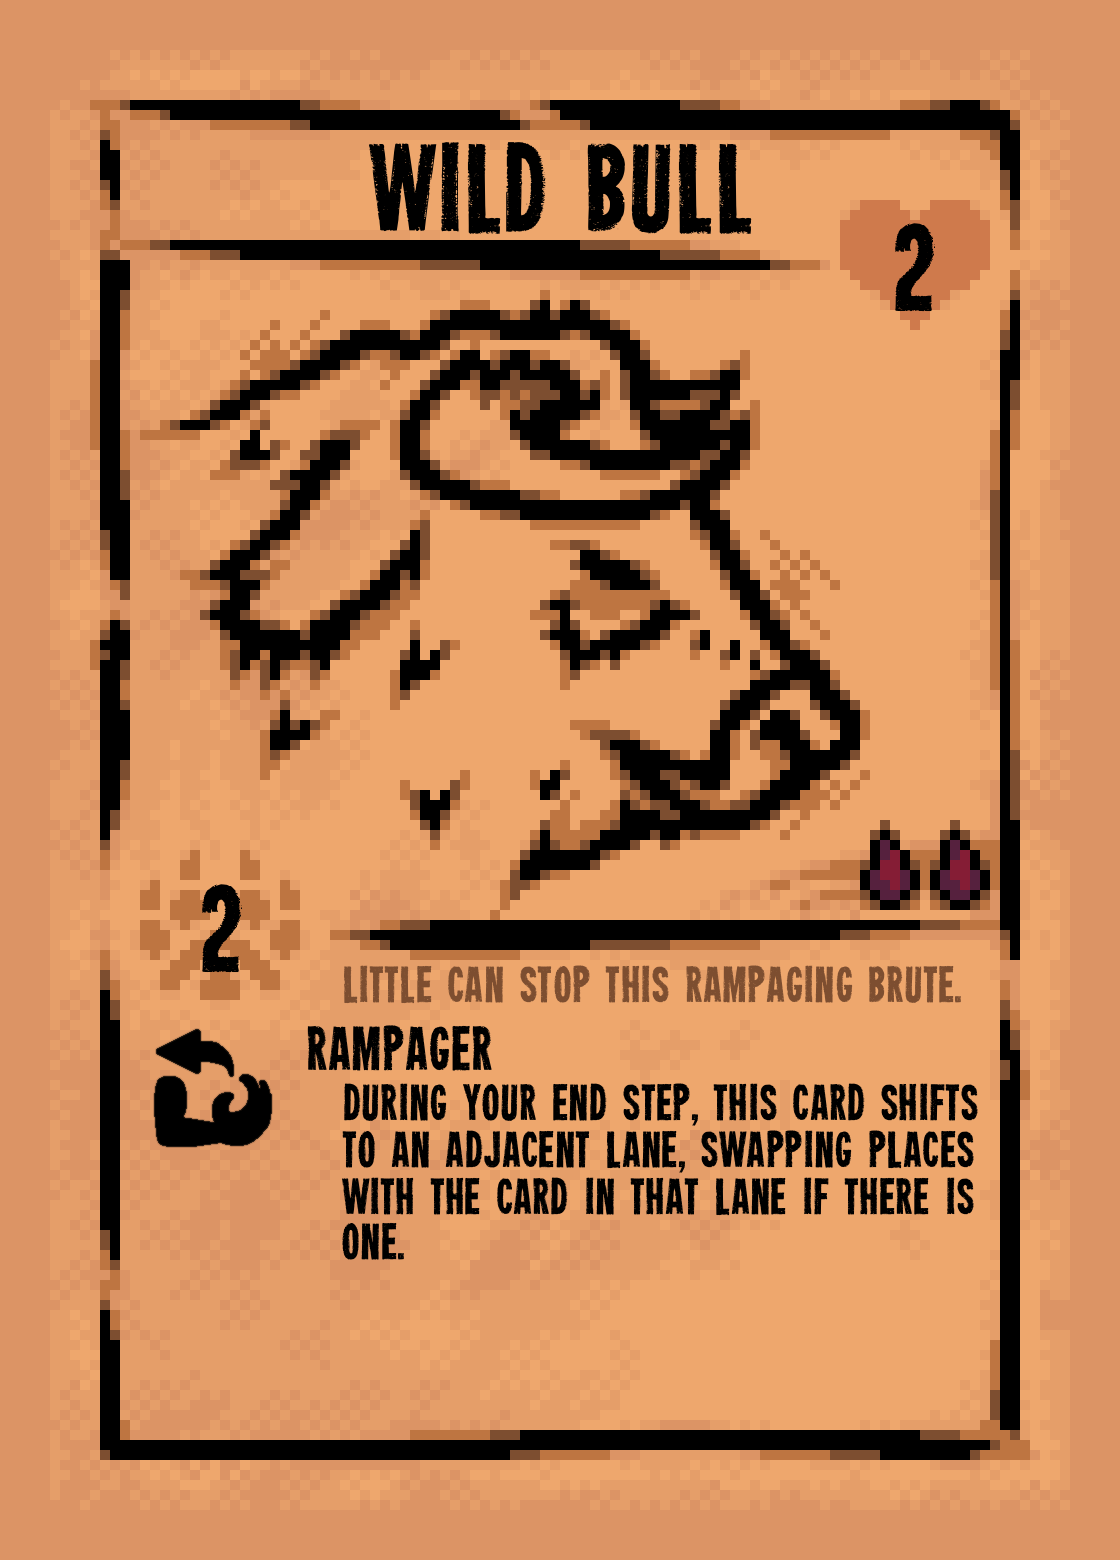 WILD BULL
2
2
LITTLE CAN STOP THIS RAMPAGING BRUTE.
RAMPAGER
DURING YOUR END STEP, THIS CARD SHIFTS
TO AN ADJACENT LANE, SWAPPING PLACES
WITH THE CARD IN THAT LANE IF THERE IS
ONE.